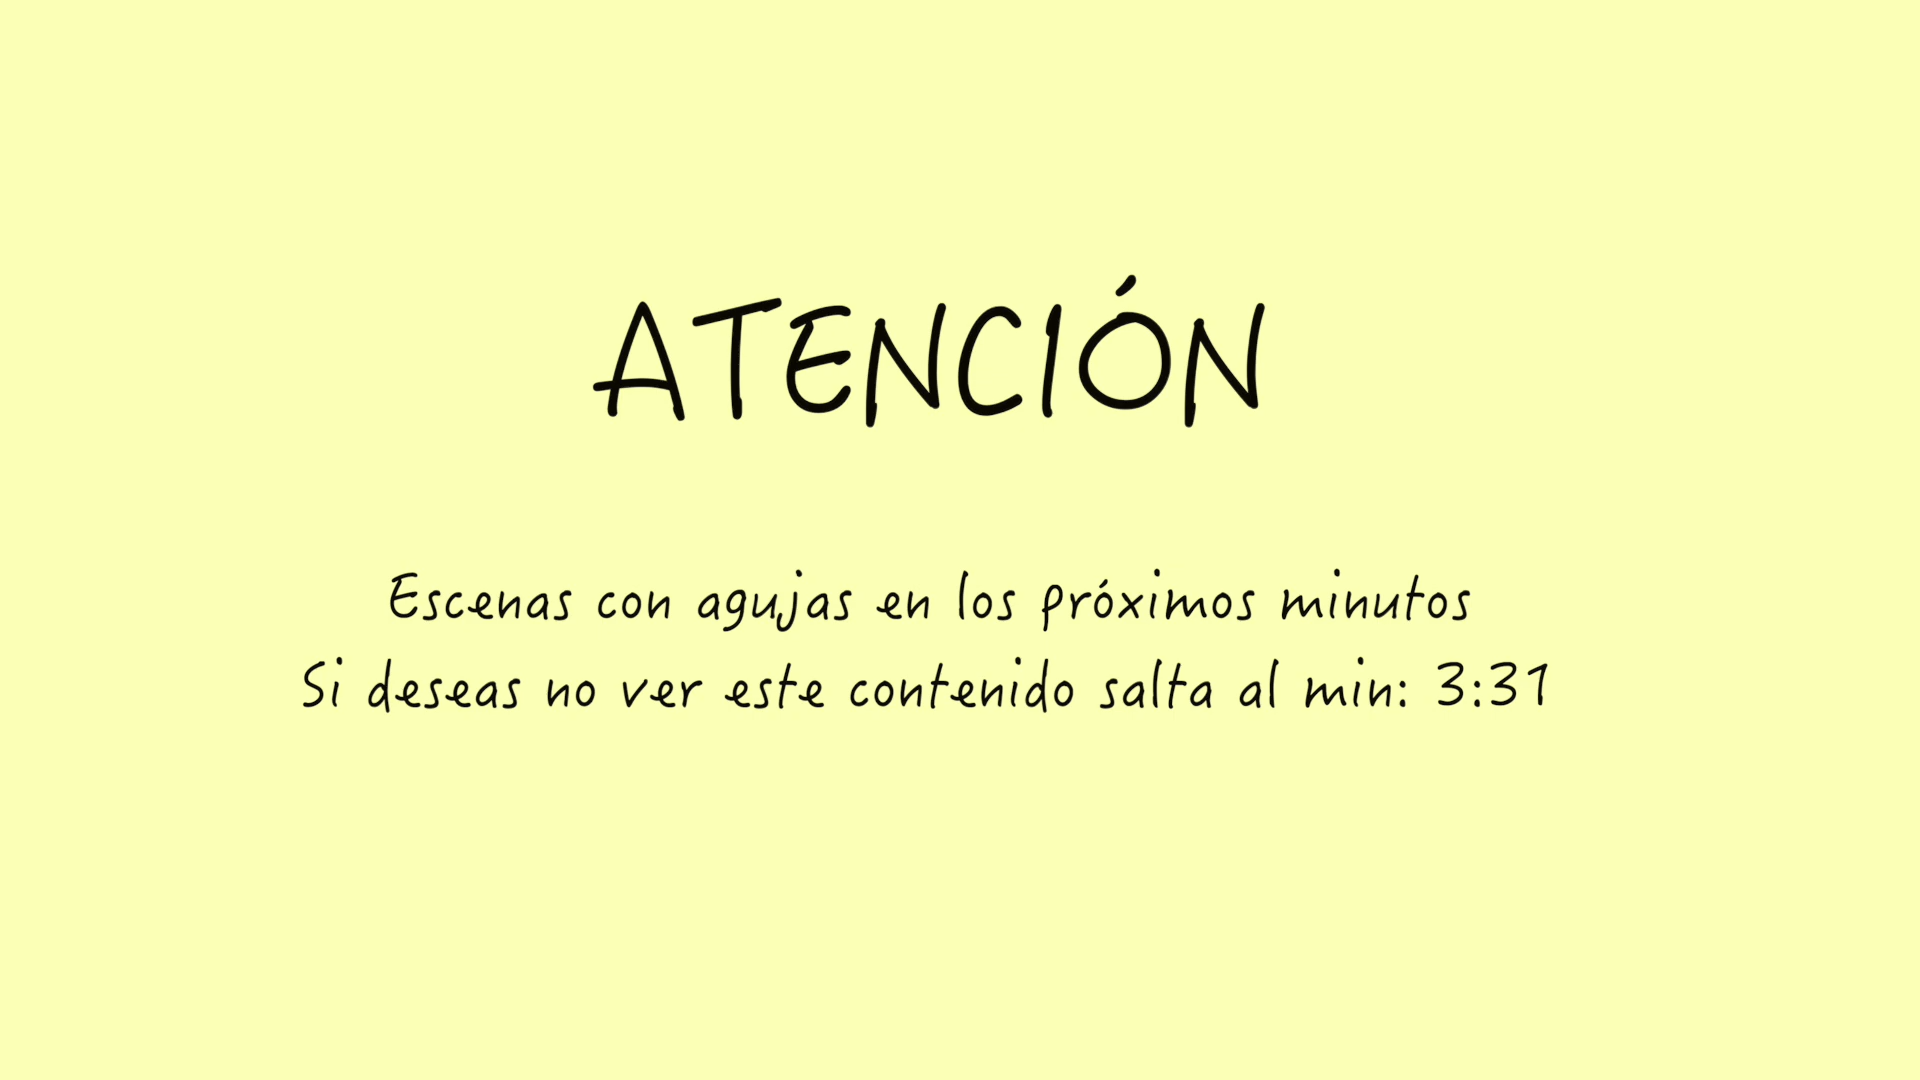 ATENCIÓN
Escenas con agujas en los próximos minutos
Si deseas no ver este contenido salta al min: 3:31